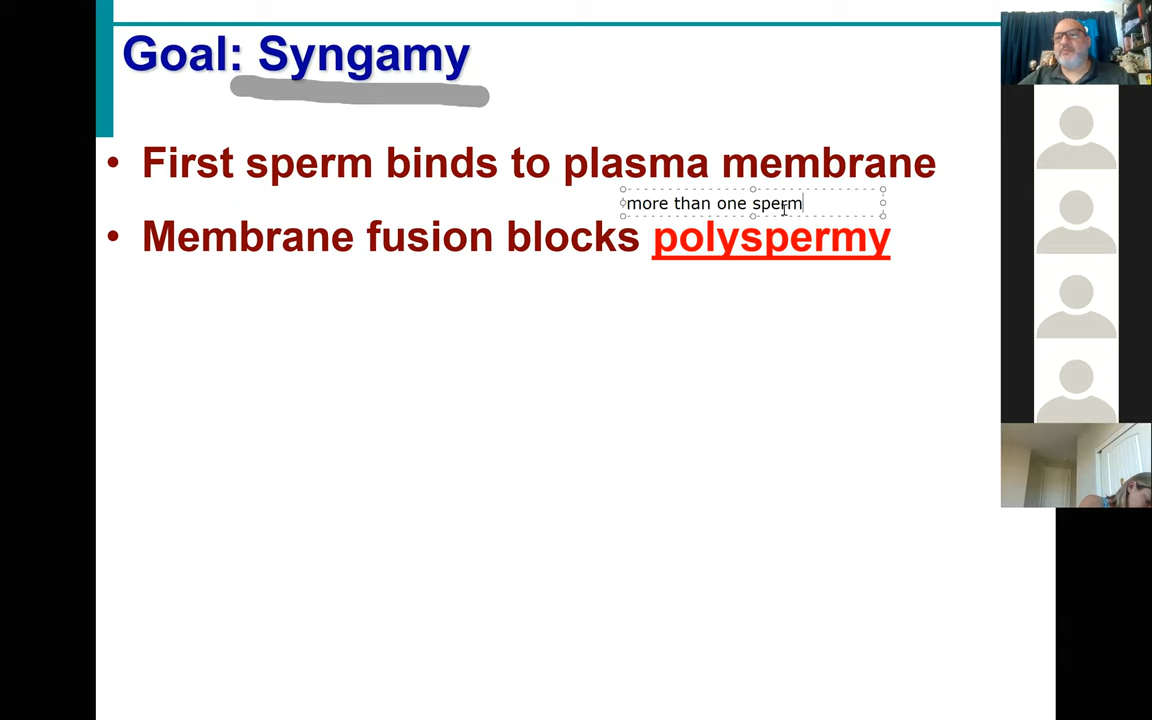 Goal: Syngamy
• First sperm binds to plasma membrane
more than one sperm
• Membrane fusion blocks polyspermy